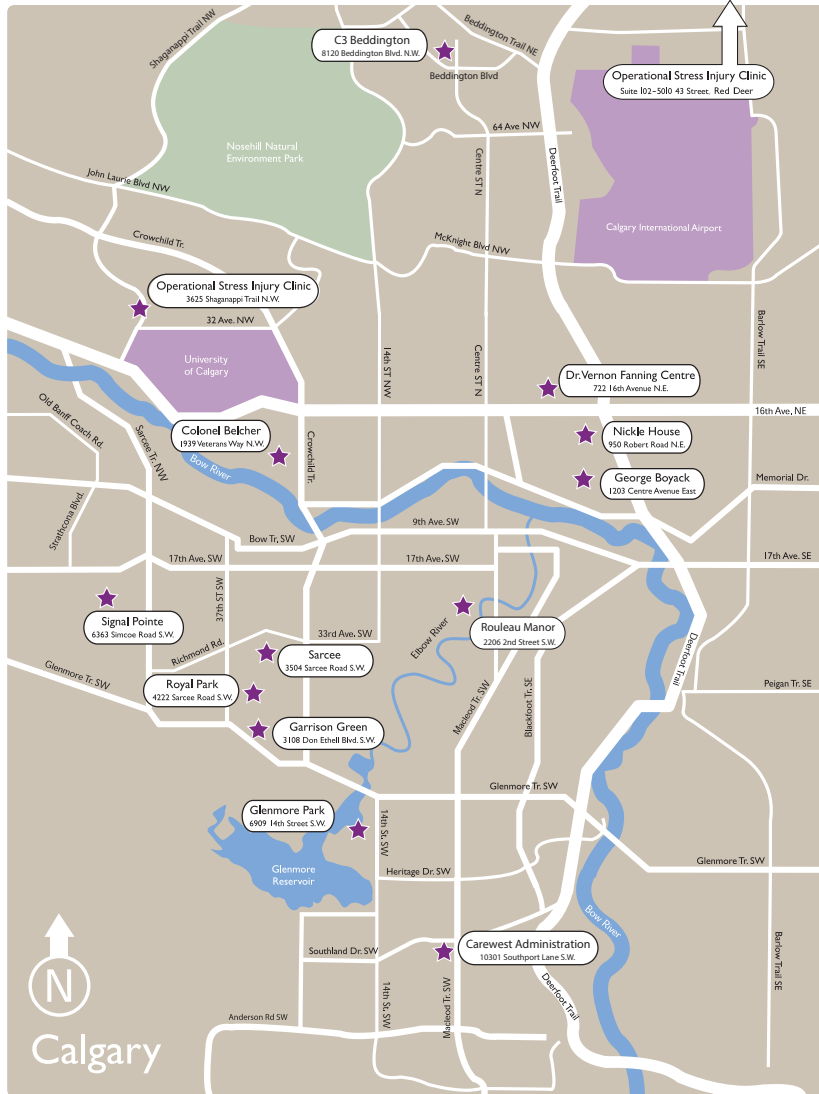 Shaganappi Trail NW
C3 Beddington
8120 Beddington Blvd. N.W.
Beddington Trail NE
Beddington Blvd
Operational Stress Injury Clinic
Suite 102-5010 43 Street, Red Deer
64 Ave NW
Nosehill Natural
Environment Park
Centre ST N
Deerfoot Trail
John Laurie Blvd NW
Calgary International Airport
Crowchild Tr.
McKnight Blvd NW
Operational Stress Injury Clinic
3625 Shaganappi Trail N.W.
32 Ave. NW
Barlow Trail SE
University
of Calgary
14th ST NW
Centre ST N
Dr. Vernon Fanning Centre
722 16th Avenue N.E.
16th Ave, NE
Old Banff Coach Rd.
Sarcee Tr. NW
Colonel Belcher
1939 Veterans Way N.W.
Crowchild Tr.
Nickle House
950 Robert Road N.E.
Bow River
George Boyack
1203 Centre Avenue East
Memorial Dr.
Strathcona Blvd.
9th Ave. SW
Bow Tr, SW
17th Ave. SW
17th Ave. SW
17th Ave. SE
37th ST SW
Signal Pointe
6363 Simcoe Road S.W.
Elbow River
Rouleau Manor
2206 2nd Street S.W.
33rd Ave. SW
Richmond Rd.
Sarcee
3504 Sarcee Road S.W.
Deerfoot Trail
Glenmore Tr. SW
Royal Park
4222 Sarcee Road S.W.
Macleod Tr. SW
Blackfoot Tr. SE
Peigan Tr. SE
Garrison Green
3108 Don Ethell Blvd. S.W.
Glenmore Tr. SW
Glenmore Park
6909 14th Street S.W.
14th St. SW
Glenmore
Reservoir
Heritage Dr. SW
Glenmore Tr. SW
Bow River
Carewest Administration
10301 Southport Lane S.W.
Southland Dr. SW
Barlow Trail SE
N
14th St. SW
Macleod Tr. SW
Deerfoot Trail
Anderson Rd SW
Calgary